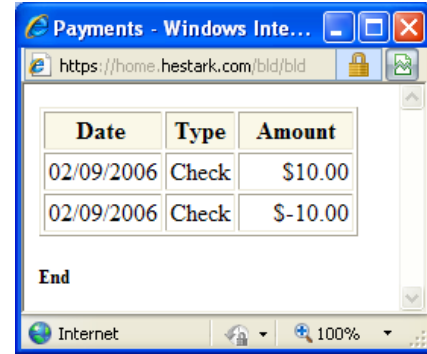 Payments - Windows Inte...
https://home.hestark.com/bld/bld
Date Type Amount
02/09/2006 Check $10.00
02/09/2006 Check $-10.00
End
Internet 100%